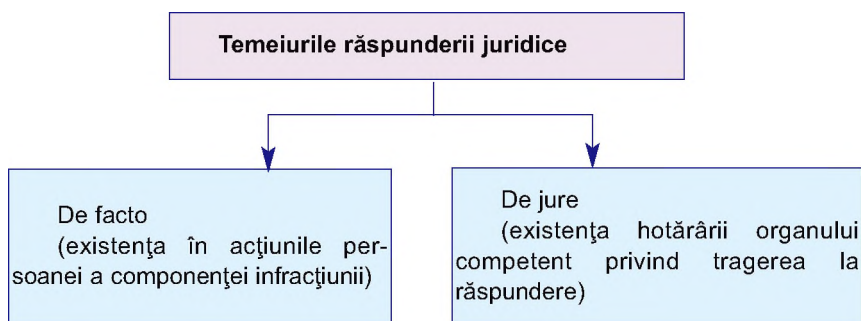 Temeiurile răspunderii juridice
De facto
(existenţa în acţiunile per-
soanei a componenţei infracţiunii)
De jure
(existenţa hotărârii organului
competent privind tragerea la
răspundere)